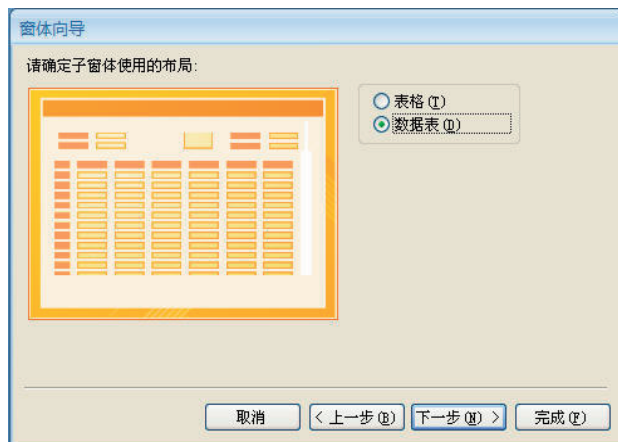 窗体向导
请确定子窗体使用的布局:
表格(T)
数据表(D)
取消
< 上一步(B)
下一步(N) >
完成(F)